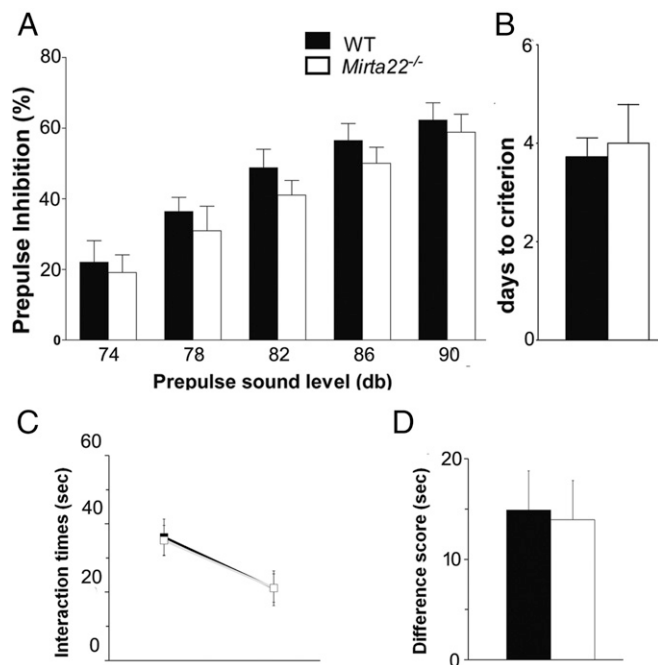 A
WT
Mirta22-/-
Prepulse Inhibition (%)
80
60
40
20
0
74 78 82 86 90
Prepulse sound level (db)
B
days to criterion
6
4
2
0
C
Interaction times (sec)
60
40
20
0
D
Difference score (sec)
20
15
10
5
0